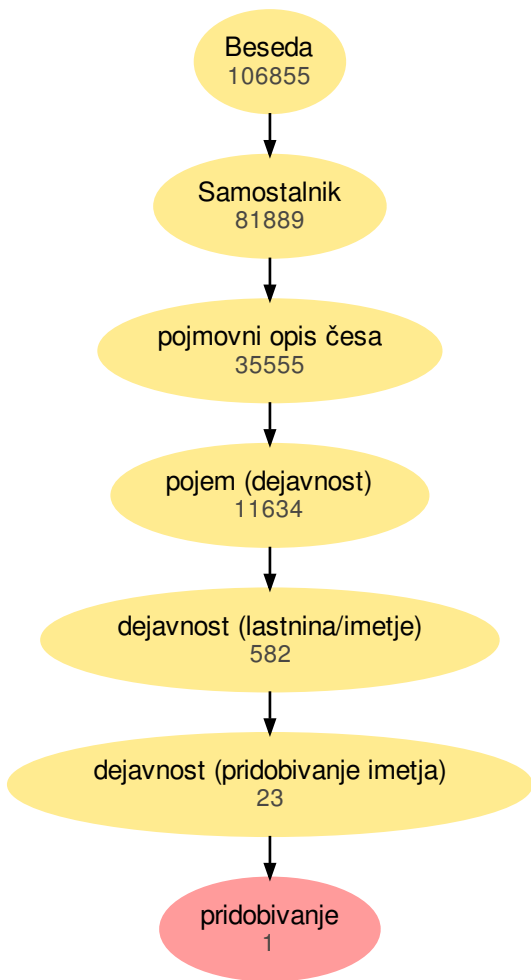 Beseda
106855
Samostalnik
81889
pojmovni opis česa
35555
pojem (dejavnost)
11634
dejavnost (lastnina/imetje)
582
dejavnost (pridobivanje imetja)
23
pridobivanje
1